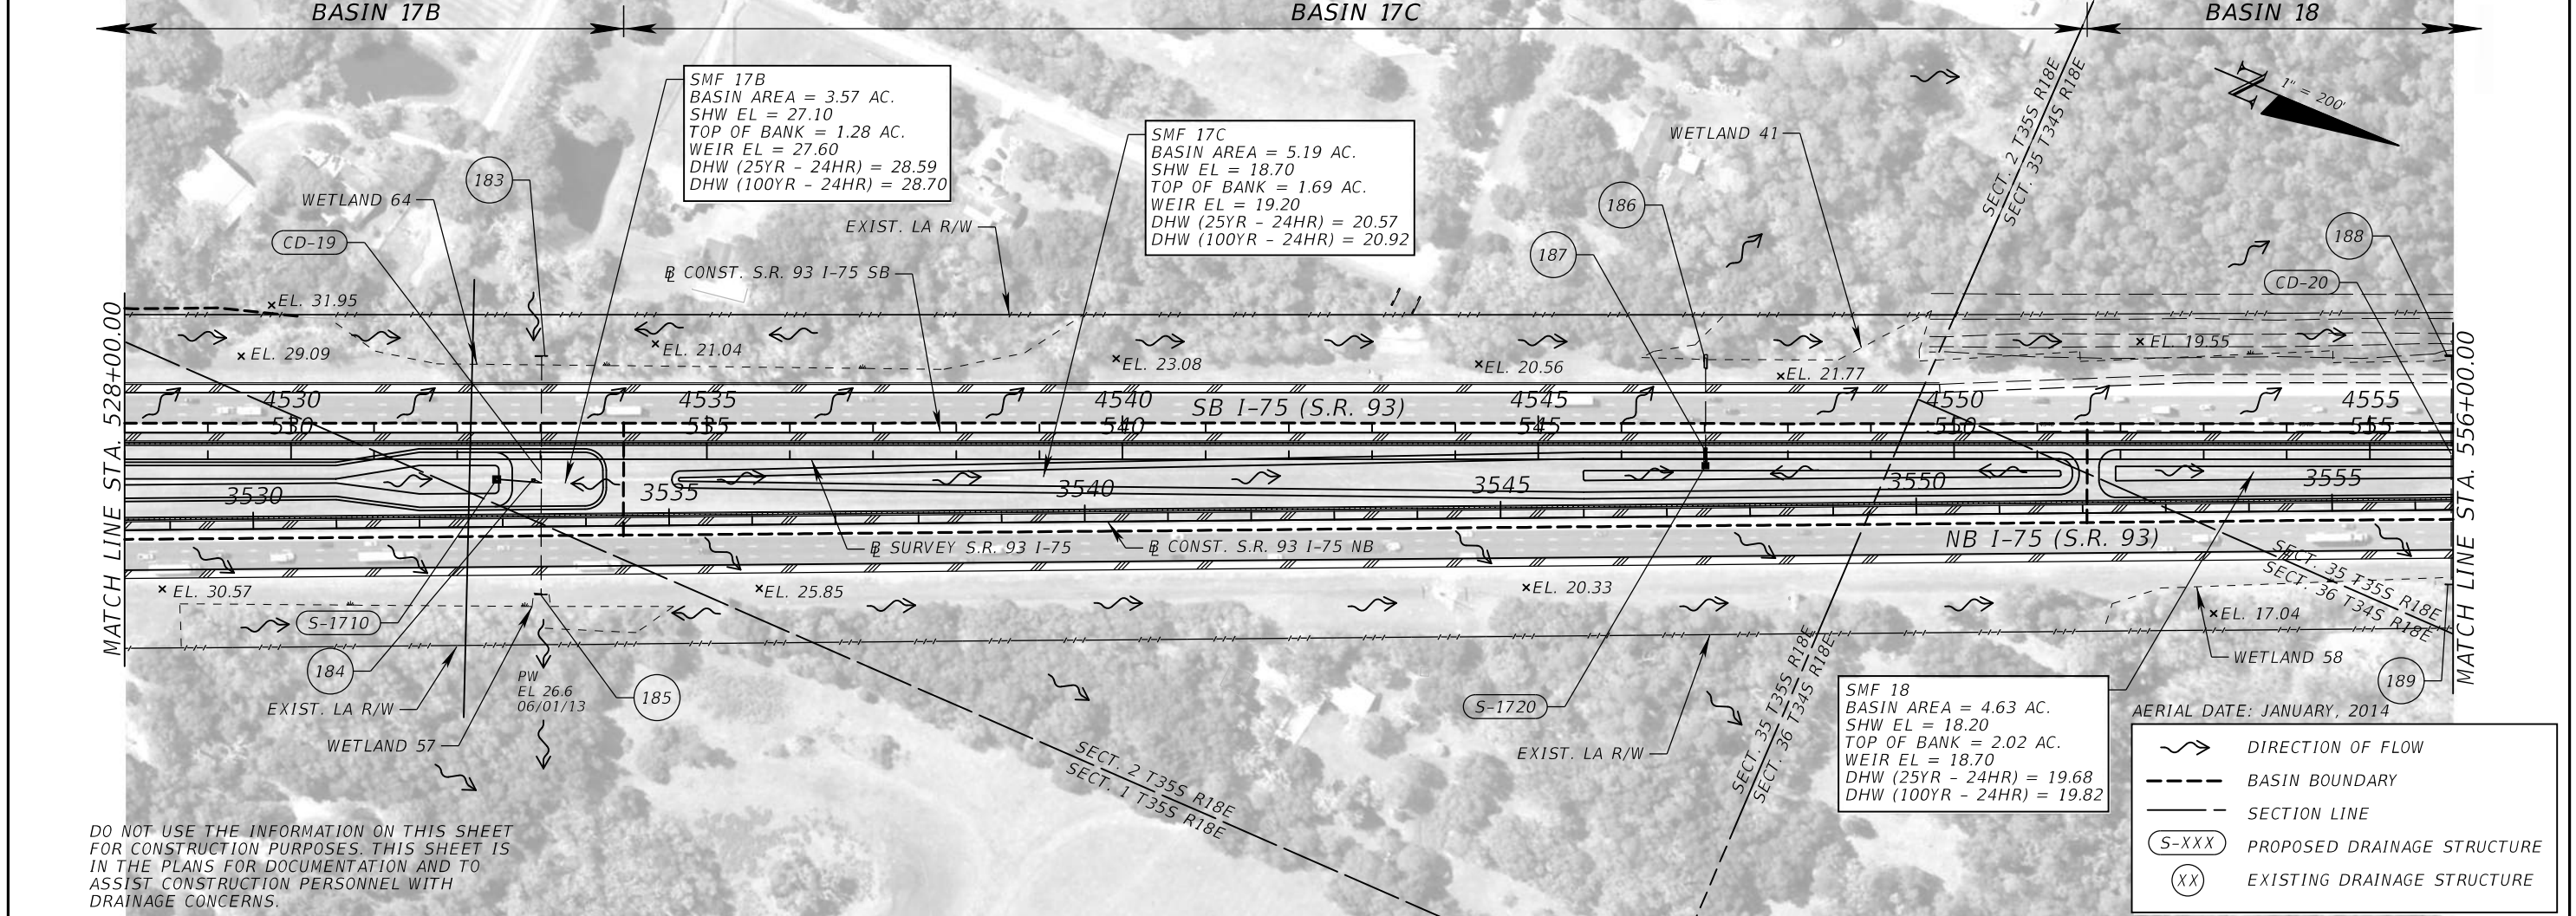 BASIN 17B
BASIN 17C
BASIN 18
SMF 17B
BASIN AREA = 3.57 AC.
SHW EL = 27.10
TOP OF BANK = 1.28 AC.
WEIR EL = 27.60
DHW (25YR – 24HR) = 28.59
DHW (100YR – 24HR) = 28.70
SMF 17C
BASIN AREA = 5.19 AC.
SHW EL = 18.70
TOP OF BANK = 1.69 AC.
WEIR EL = 19.20
DHW (25YR – 24HR) = 20.57
DHW (100YR – 24HR) = 20.92
1" = 200'
N
SECT. 2 T35S R18E
SECT. 35 T34S R18E
WETLAND 41
183
WETLAND 64
CD–19
EXIST. LA R/W
186
187
188
CD–20
℄ CONST. S.R. 93 I–75 SB
EL. 31.95
EL. 29.09
EL. 21.04
EL. 23.08
EL. 20.56
EL. 21.77
EL. 19.55
MATCH LINE STA. 528+00.00
MATCH LINE STA. 556+00.00
4530
4535
4540
SB I–75 (S.R. 93)
4545
4550
4555
530
535
540
545
550
555
3530
3535
3540
3545
3550
3555
℄ SURVEY S.R. 93 I–75
℄ CONST. S.R. 93 I–75 NB
NB I–75 (S.R. 93)
SECT. 35 T35S R18E
SECT. 36 T34S R18E
EL. 30.57
EL. 25.85
EL. 20.33
EL. 17.04
S–1710
184
PW
EL 26.6
06/01/13
185
EXIST. LA R/W
WETLAND 57
S–1720
EXIST. LA R/W
SECT. 35 T35S R18E
SECT. 36 T34S R18E
WETLAND 58
189
SECT. 2 T35S R18E
SECT. 1 T35S R18E
SMF 18
BASIN AREA = 4.63 AC.
SHW EL = 18.20
TOP OF BANK = 2.02 AC.
WEIR EL = 18.70
DHW (25YR – 24HR) = 19.68
DHW (100YR – 24HR) = 19.82
AERIAL DATE: JANUARY, 2014
DIRECTION OF FLOW
BASIN BOUNDARY
SECTION LINE
S–XXX
PROPOSED DRAINAGE STRUCTURE
XX
EXISTING DRAINAGE STRUCTURE
DO NOT USE THE INFORMATION ON THIS SHEET
FOR CONSTRUCTION PURPOSES. THIS SHEET IS
IN THE PLANS FOR DOCUMENTATION AND TO
ASSIST CONSTRUCTION PERSONNEL WITH
DRAINAGE CONCERNS.